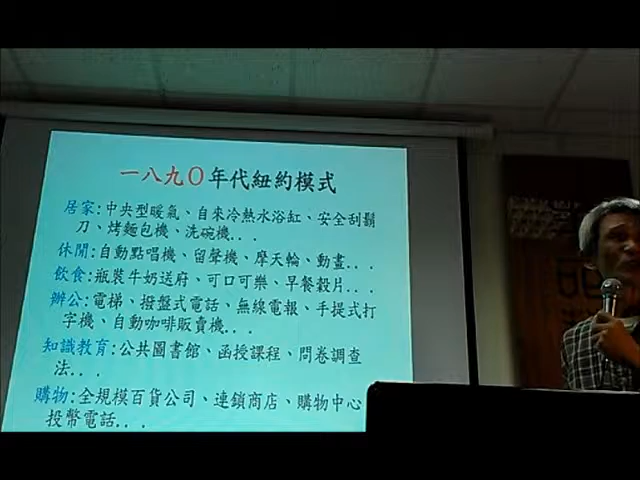 一八九〇年代紐約模式
居家:中央型暖氣、自來冷熱水浴缸、安全刮鬍
刀、烤麵包機、洗碗機...
休閒:自動點唱機、留聲機、摩天輪、動畫...
飲食:瓶裝牛奶送府、可口可樂、早餐穀片...
辦公:電梯、撥盤式電話、無線電報、手提式打
字機、自動咖啡販賣機...
知識教育:公共圖書館、函授課程、問卷調查
法...
購物:全規模百貨公司、連鎖商店、購物中心
投幣電話...